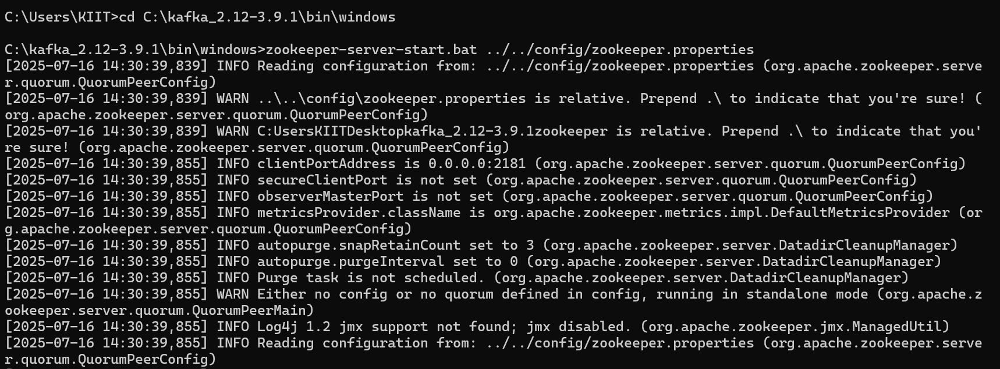 C:\Users\KIIT>cd C:\kafka_2.12-3.9.1\bin\windows
C:\kafka_2.12-3.9.1\bin\windows>zookeeper-server-start.bat ../../config/zookeeper.properties
[2025-07-16 14:30:39,839] INFO Reading configuration from: ../../config/zookeeper.properties (org.apache.zookeeper.serve
r.quorum.QuorumPeerConfig)
[2025-07-16 14:30:39,839] WARN ..\..\config\zookeeper.properties is relative. Prepend .\ to indicate that you're sure! (
org.apache.zookeeper.server.quorum.QuorumPeerConfig)
[2025-07-16 14:30:39,839] WARN C:UsersKIITDesktopkafka_2.12-3.9.1zookeeper is relative. Prepend .\ to indicate that you'
re sure! (org.apache.zookeeper.server.quorum.QuorumPeerConfig)
[2025-07-16 14:30:39,855] INFO clientPortAddress is 0.0.0.0:2181 (org.apache.zookeeper.server.quorum.QuorumPeerConfig)
[2025-07-16 14:30:39,855] INFO secureClientPort is not set (org.apache.zookeeper.server.quorum.QuorumPeerConfig)
[2025-07-16 14:30:39,855] INFO observerMasterPort is not set (org.apache.zookeeper.server.quorum.QuorumPeerConfig)
[2025-07-16 14:30:39,855] INFO metricsProvider.className is org.apache.zookeeper.metrics.impl.DefaultMetricsProvider (or
g.apache.zookeeper.server.quorum.QuorumPeerConfig)
[2025-07-16 14:30:39,855] INFO autopurge.snapRetainCount set to 3 (org.apache.zookeeper.server.DatadirCleanupManager)
[2025-07-16 14:30:39,855] INFO autopurge.purgeInterval set to 0 (org.apache.zookeeper.server.DatadirCleanupManager)
[2025-07-16 14:30:39,855] INFO Purge task is not scheduled. (org.apache.zookeeper.server.DatadirCleanupManager)
[2025-07-16 14:30:39,855] WARN Either no config or no quorum defined in config, running in standalone mode (org.apache.z
ookeeper.server.quorum.QuorumPeerMain)
[2025-07-16 14:30:39,855] INFO Log4j 1.2 jmx support not found; jmx disabled. (org.apache.zookeeper.jmx.ManagedUtil)
[2025-07-16 14:30:39,855] INFO Reading configuration from: ../../config/zookeeper.properties (org.apache.zookeeper.serve
r.quorum.QuorumPeerConfig)